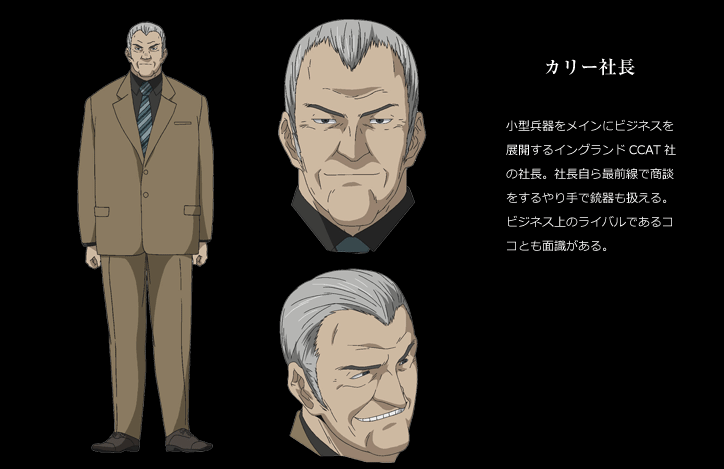 カリー社長
小型兵器をメインにビジネスを
展開するイングランドCCAT社
の社長。社長自ら最前線で商談
をするやり手で銃器も扱える。
ビジネス上のライバルであるコ
コとも面識がある。